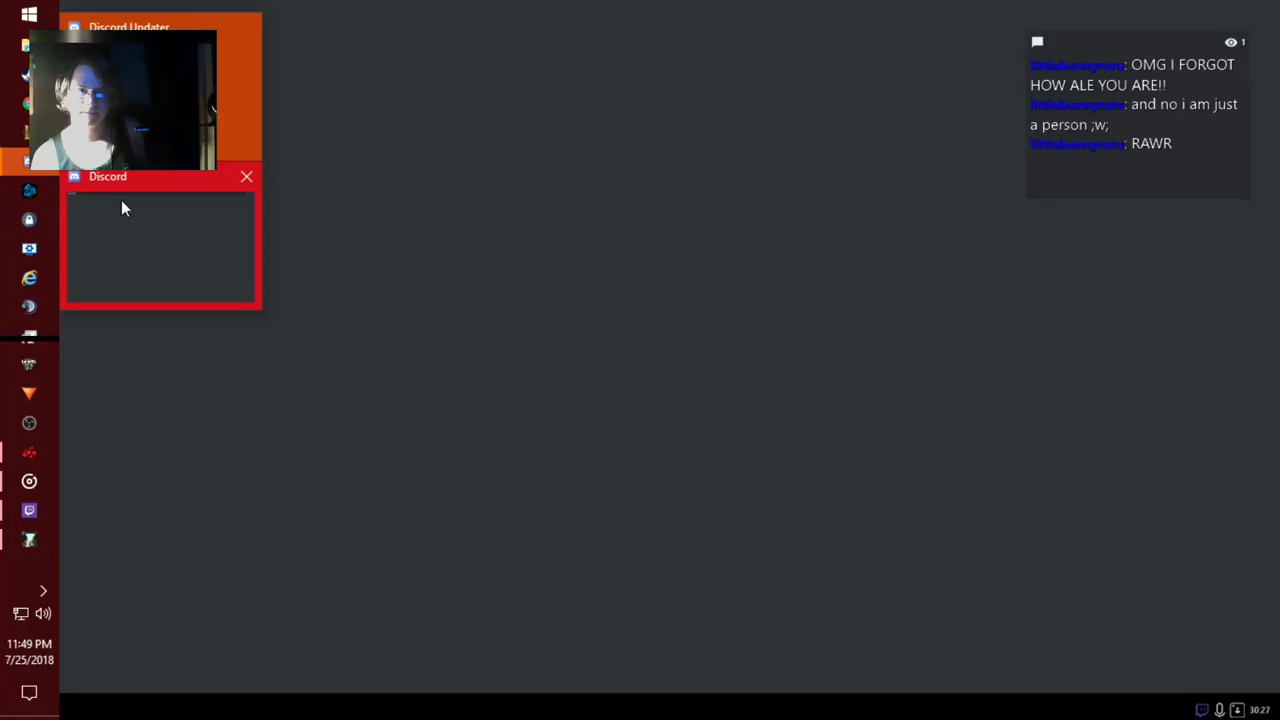 Discord Updater
Discord
1
: OMG I FORGOT
HOW ALE YOU ARE!!
: and no i am just
a person ;w;
: RAWR
11:49 PM
7/25/2018
30:27